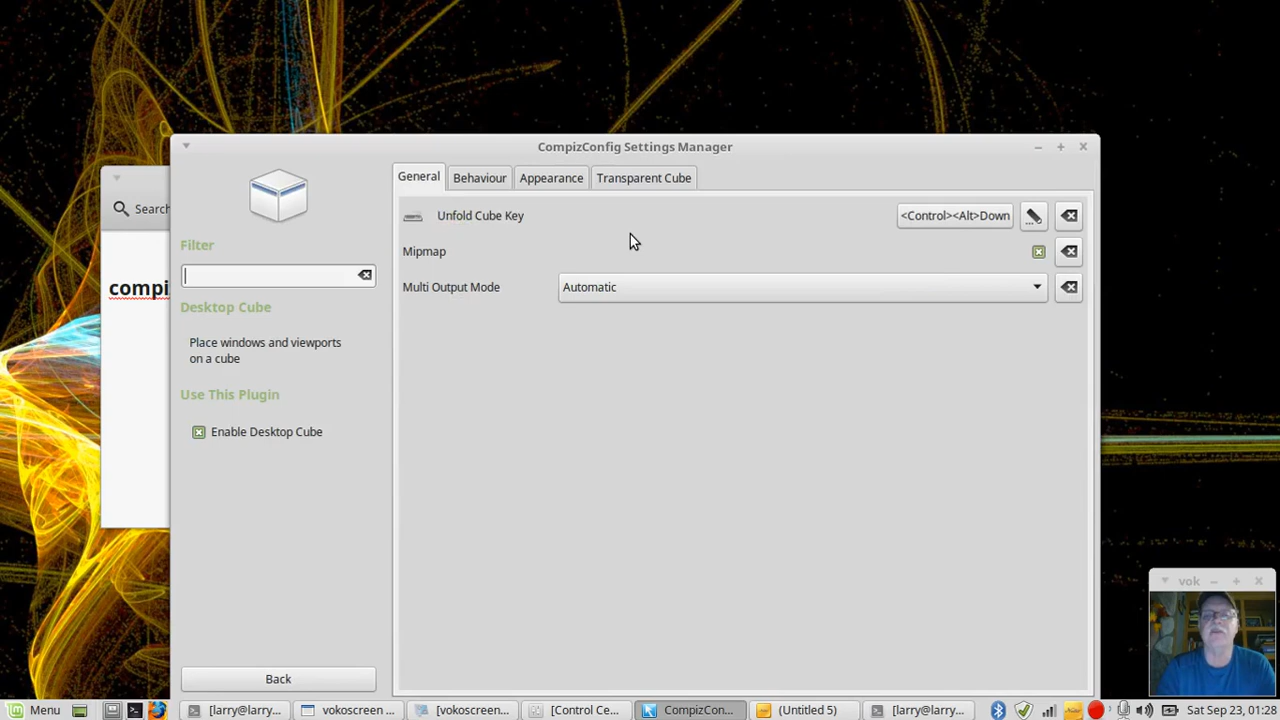 CompizConfig Settings Manager
Search
compi
General
Behaviour
Appearance
Transparent Cube
Filter
Desktop Cube
Place windows and viewports
on a cube
Use This Plugin
Enable Desktop Cube
Back
Unfold Cube Key
<Control><Alt>Down
Mipmap
Multi Output Mode
Automatic
vok
Menu
[larry@larry...
vokoscreen ...
[vokoscreen...
[Control Ce...
CompizCon...
(Untitled 5)
[larry@larry...
Sat Sep 23, 01:28